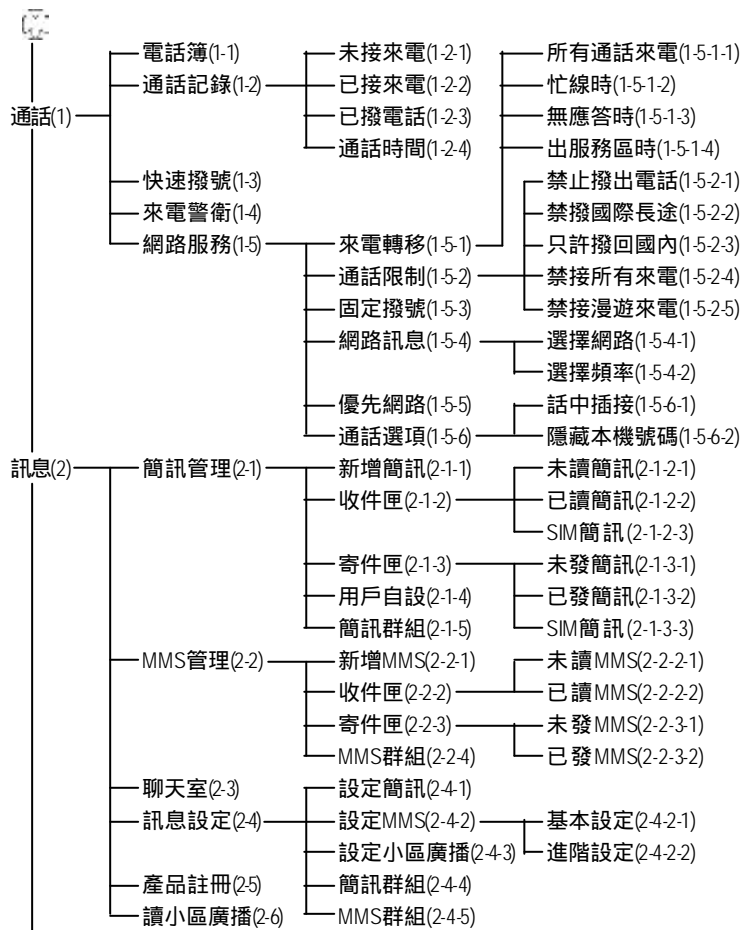 電話簿(1-1) 未接來電(1-2-1) 所有通話來電(1-5-1-1)
通話記錄(1-2) 已接來電(1-2-2) 忙線時(1-5-1-2)
通話(1) 已撥電話(1-2-3) 無應答時(1-5-1-3)
通話時間(1-2-4) 出服務區時(1-5-1-4)
快速撥號(1-3) 禁止撥出電話(1-5-2-1)
來電警衛(1-4) 禁撥國際長途(1-5-2-2)
網路服務(1-5) 來電轉移(1-5-1) 只許撥回國內(1-5-2-3)
通話限制(1-5-2) 禁接所有來電(1-5-2-4)
固定撥號(1-5-3) 禁接漫遊來電(1-5-2-5)
網路訊息(1-5-4) 選擇網路(1-5-4-1)
選擇頻率(1-5-4-2)
優先網路(1-5-5) 話中插接(1-5-6-1)
通話選項(1-5-6) 隱藏本機號碼(1-5-6-2)
訊息(2) 簡訊管理(2-1) 新增簡訊(2-1-1) 未讀簡訊(2-1-2-1)
收件匣(2-1-2) 已讀簡訊(2-1-2-2)
SIM簡訊(2-1-2-3)
寄件匣(2-1-3) 未發簡訊(2-1-3-1)
用戶自設(2-1-4) 已發簡訊(2-1-3-2)
簡訊群組(2-1-5) SIM簡訊(2-1-3-3)
MMS管理(2-2) 新增MMS(2-2-1) 未讀MMS(2-2-2-1)
收件匣(2-2-2) 已讀MMS(2-2-2-2)
寄件匣(2-2-3) 未發MMS(2-2-3-1)
MMS群組(2-2-4) 已發MMS(2-2-3-2)
聊天室(2-3) 設定簡訊(2-4-1)
訊息設定(2-4) 設定MMS(2-4-2) 基本設定(2-4-2-1)
設定小區廣播(2-4-3) 進階設定(2-4-2-2)
產品註冊(2-5) 簡訊群組(2-4-4)
讀小區廣播(2-6) MMS群組(2-4-5)